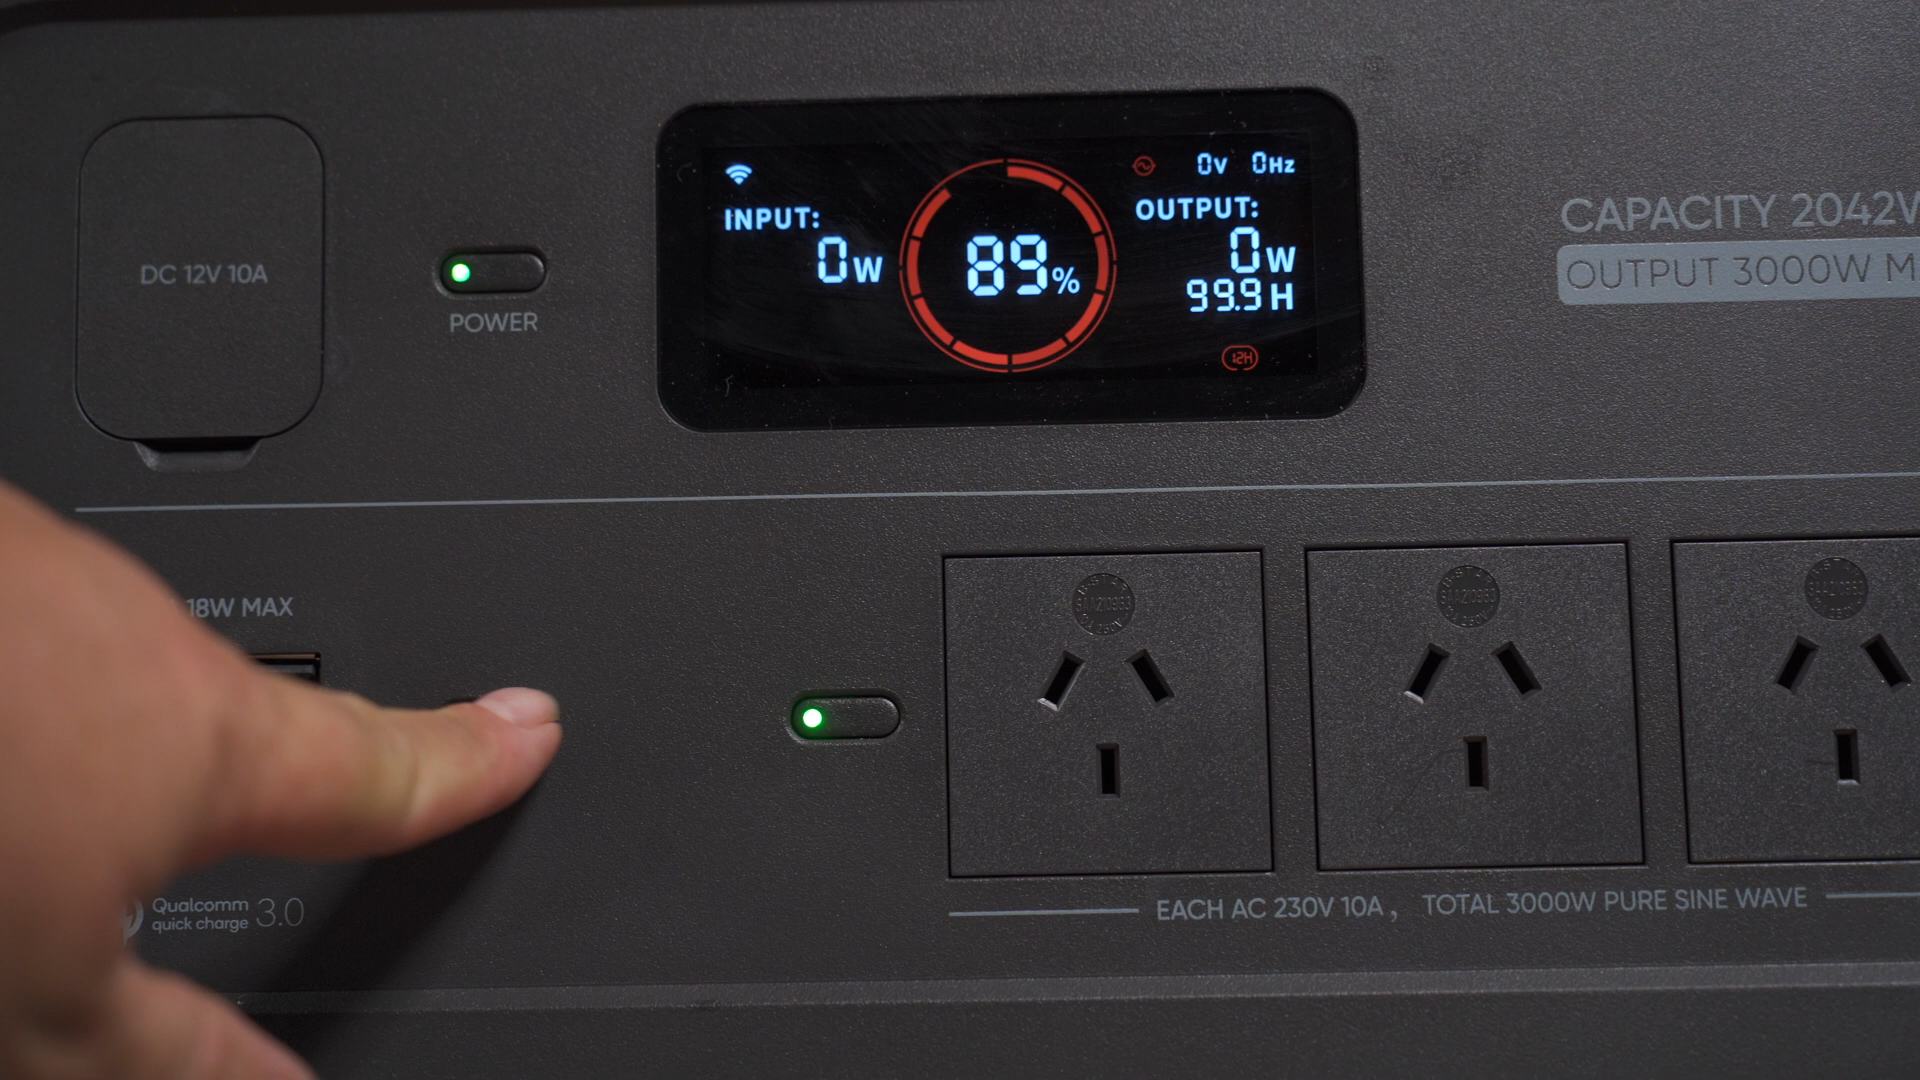 DC 12V 10A
POWER
INPUT:
0W
89%
0V 0Hz
OUTPUT:
0W
99.9H
12H
CAPACITY 2042
OUTPUT 3000W
18W MAX
Qualcomm
quick charge 3.0
EACH AC 230V 10A, TOTAL 3000W PURE SINE WAVE